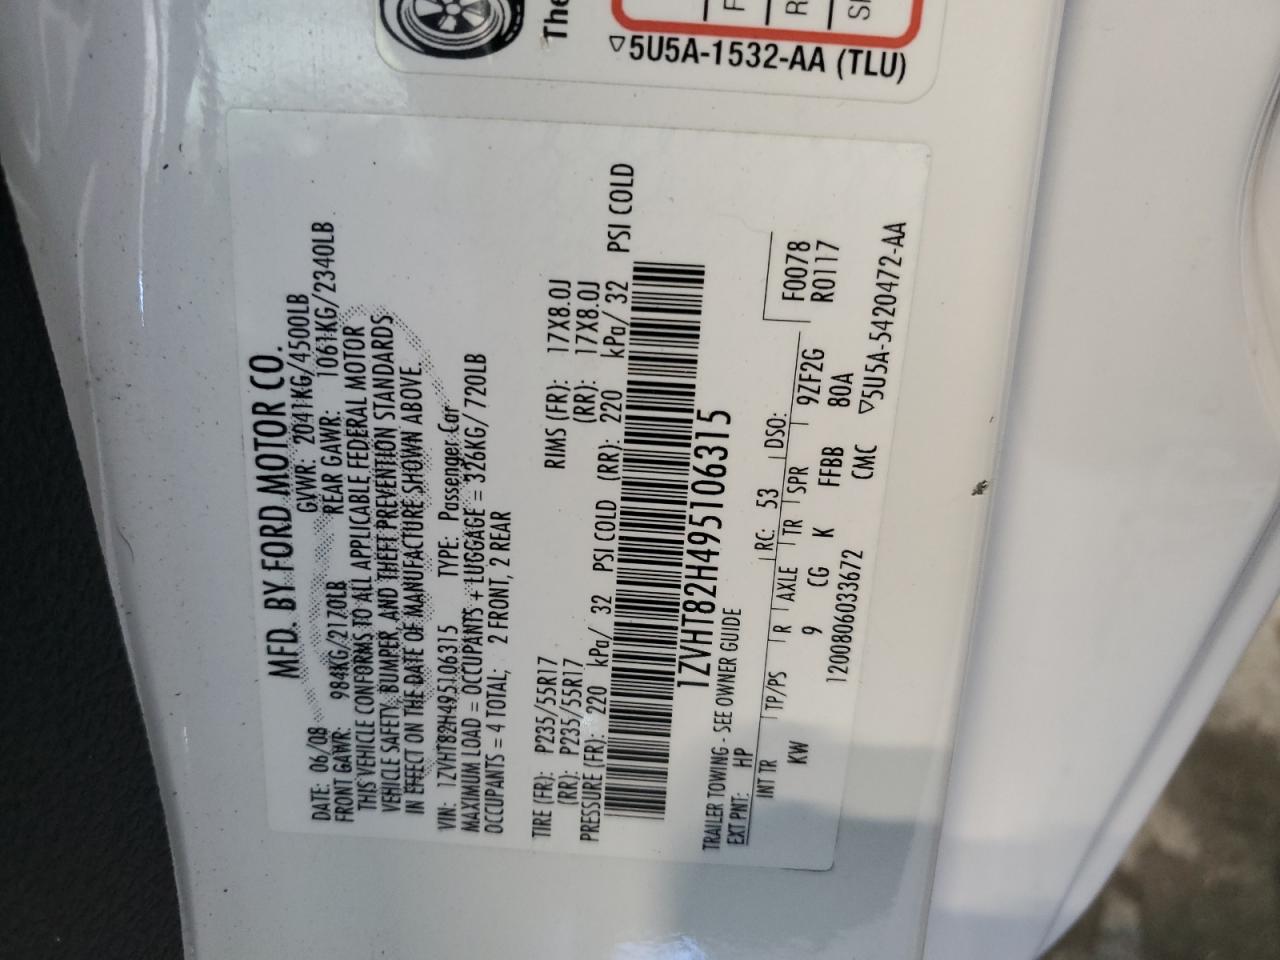 The
F
R
SI
▽5U5A-1532-AA (TLU)
MFD. BY FORD MOTOR CO.
DATE: 06/08 GVWR: 2041KG/4500LB
FRONT GAWR: 984KG/2170LB REAR GAWR: 1061KG/2340LB
THIS VEHICLE CONFORMS TO ALL APPLICABLE FEDERAL MOTOR
VEHICLE SAFETY, BUMPER, AND THEFT PREVENTION STANDARDS
IN EFFECT ON THE DATE OF MANUFACTURE SHOWN ABOVE.
VIN: 1ZVHT82H495106315 TYPE: Passenger Car
MAXIMUM LOAD = OCCUPANTS + LUGGAGE = 326KG/720LB
OCCUPANTS = 4 TOTAL; 2 FRONT, 2 REAR
TIRE (FR): P235/55R17 RIMS (FR): 17X8.0J
(RR): P235/55R17 (RR): 17X8.0J
PRESSURE (FR): 220 kPa/ 32 PSI COLD (RR): 220 kPa/ 32 PSI COLD
1ZVHT82H495106315
TRAILER TOWING - SEE OWNER GUIDE
EXT PNT: HP RC: 53 DSO:
INT TR TP/PS R AXLE TR SPR F0078
KW 9 CG K FFBB 9ZF2G R0117
1200806033672 CMC 80A
▽5U5A-5420472-AA